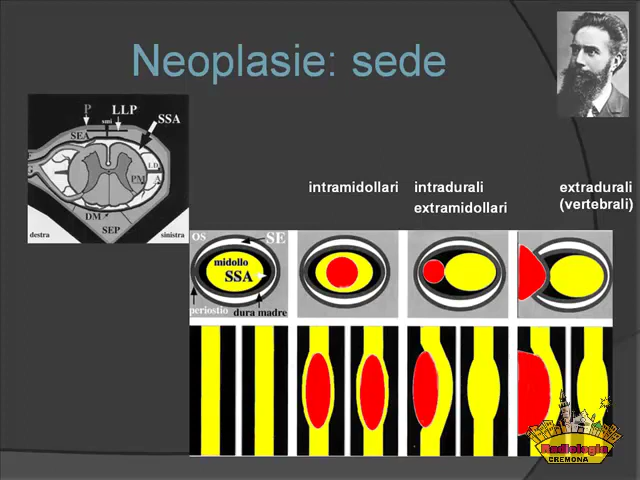 Neoplasie: sede
P
LLP
smi
SSA
SEA
LD
PM
A
DM
SEP
destra
sinistra
intramidollari
intradurali
extramidollari
extradurali
(vertebrali)
OS
SE
midollo
SSA
periostio
dura madre
Radiologia
CREMONA